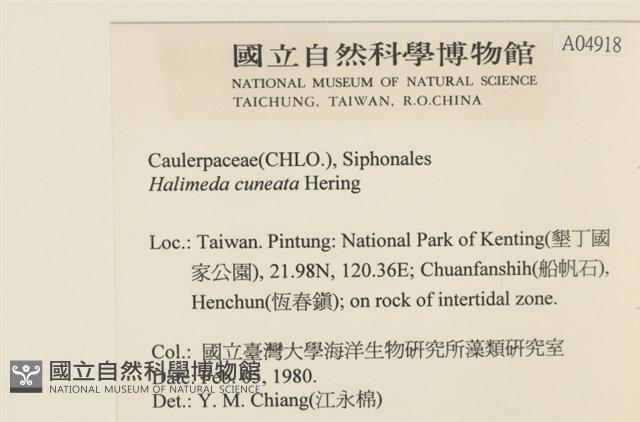 國立自然科學博物館
A04918
NATIONAL MUSEUM OF NATURAL SCIENCE
TAICHUNG, TAIWAN, R.O.CHINA
Caulerpaceae(CHLO.), Siphonales
Halimeda cuneata Hering
Loc.: Taiwan. Pintung: National Park of Kenting(墾丁國
家公園), 21.98N, 120.36E; Chuanfanshih(船帆石),
Henchun(恆春鎭); on rock of intertidal zone.
Col.: 國立臺灣大學海洋生物研究所藻類研究室
國立自然科學博物館
Date: Feb. 05, 1980.
NATIONAL MUSEUM OF NATURAL SCIENCE
Det.: Y. M. Chiang(江永棉)